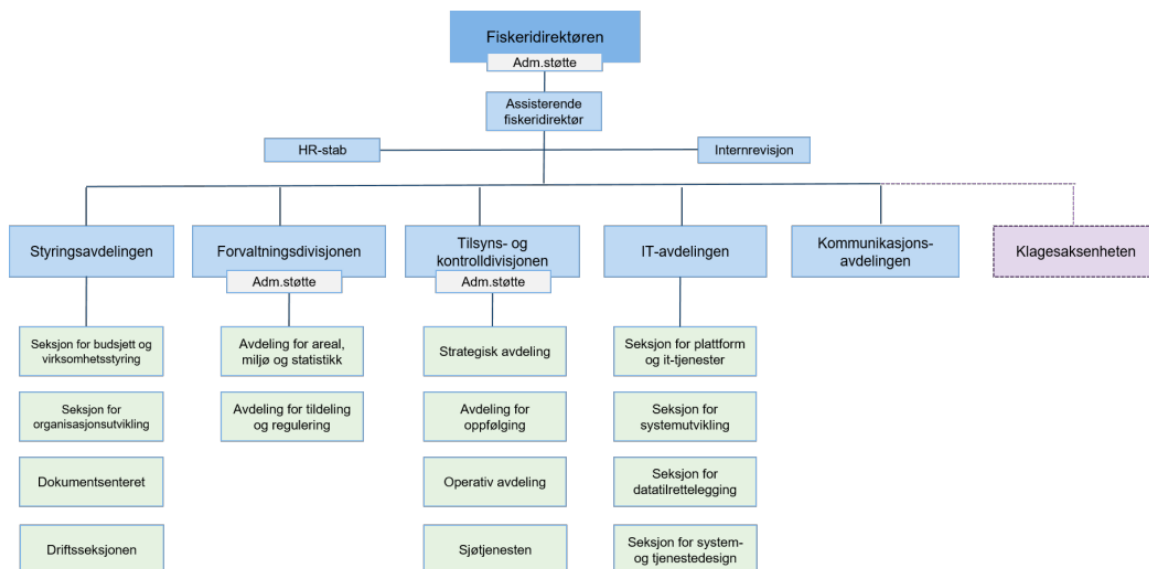 Fiskeridirektøren
Adm.støtte
Assisterende
fiskeridirektør
HR-stab
Internrevisjon
Styringsavdelingen
Forvaltningsdivisjonen
Adm.støtte
Tilsyns- og
kontrolldivisjonen
Adm.støtte
IT-avdelingen
Kommunikasjons-
avdelingen
Klagesaksenheten
Seksjon for budsjett og
virksomhetsstyring
Avdeling for areal,
miljø og statistikk
Strategisk avdeling
Seksjon for plattform
og it-tjenester
Seksjon for
organisasjonsutvikling
Avdeling for tildeling
og regulering
Avdeling for
oppfølging
Seksjon for
systemutvikling
Dokumentsenteret
Operativ avdeling
Seksjon for
datatilrettelegging
Driftsseksjonen
Sjøtjenesten
Seksjon for system-
og tjenestedesign